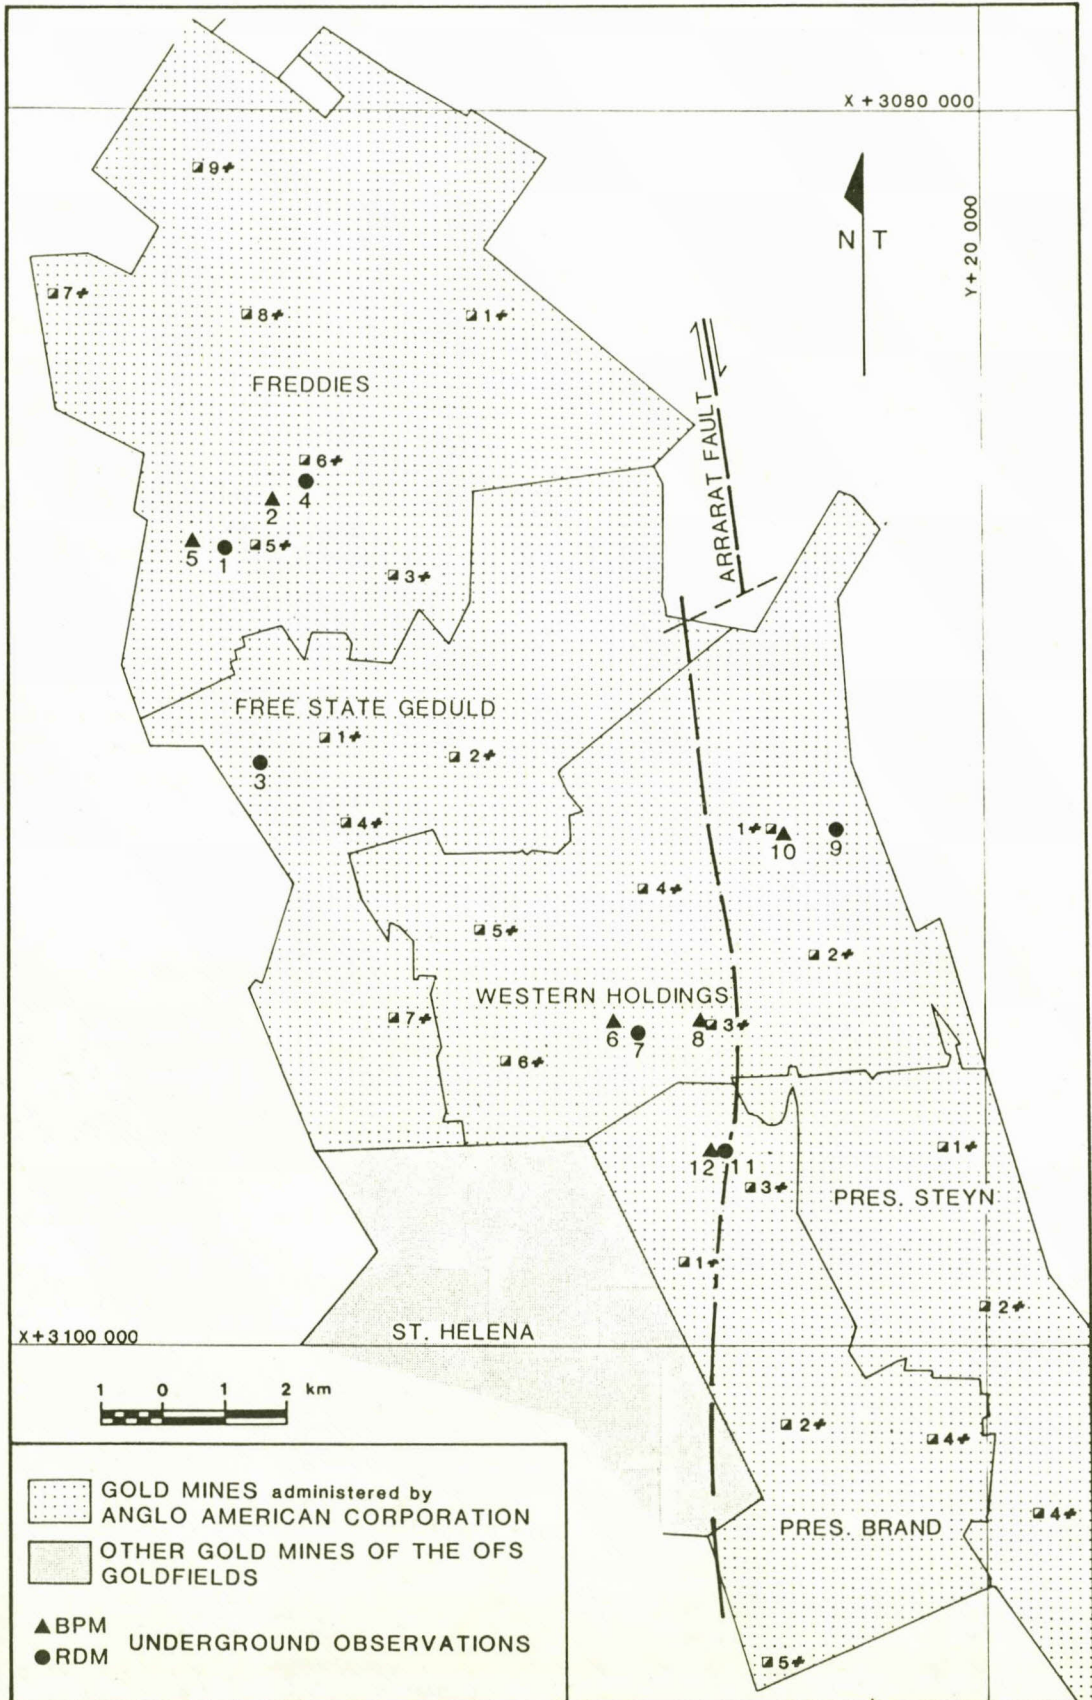 X + 3080 000
9
N T
Y+ 20 000
7
8
1
FREDDIES
ARRARAT FAULT
6
4
2
5
1
5
3
FREE STATE GEDULD
1
2
3
4
1
10
9
4
5
2
WESTERN HOLDINGS
7
6
7
8
3
6
1
12
11
3
PRES. STEYN
1
2
ST. HELENA
X+3100 000
1 0 1 2 km
2
4
4
PRES. BRAND
5
GOLD MINES administered by
ANGLO AMERICAN CORPORATION
OTHER GOLD MINES OF THE OFS
GOLDFIELDS
BPM
RDM
UNDERGROUND OBSERVATIONS